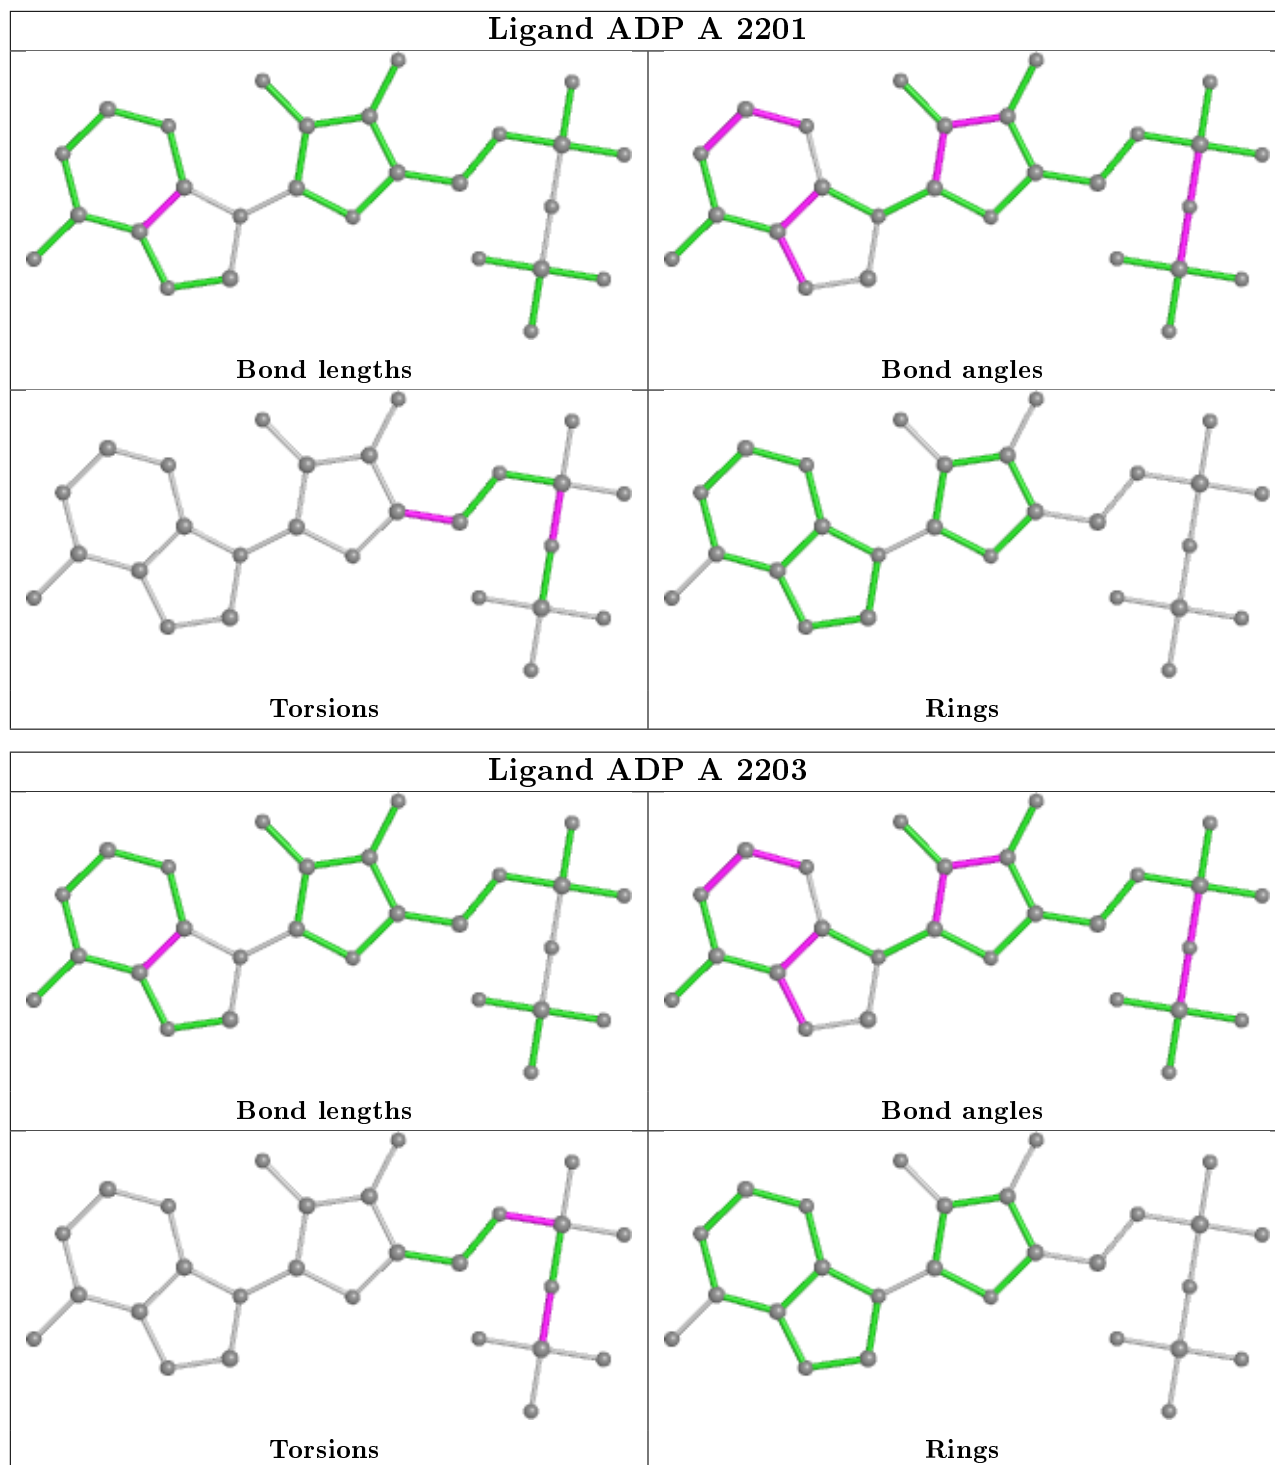 Ligand ADP A 2201
Bond lengths
Bond angles
Torsions
Rings
Ligand ADP A 2203
Bond lengths
Bond angles
Torsions
Rings